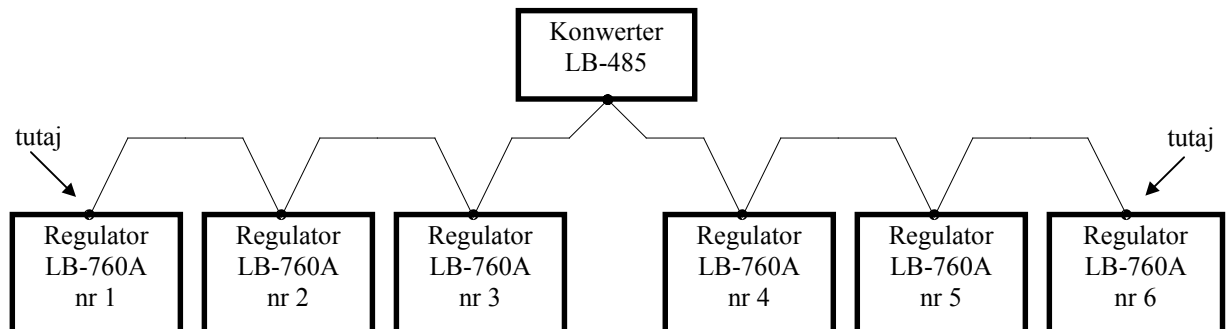 Konwerter
LB-485
tutaj
tutaj
Regulator
LB-760A
nr 1
Regulator
LB-760A
nr 2
Regulator
LB-760A
nr 3
Regulator
LB-760A
nr 4
Regulator
LB-760A
nr 5
Regulator
LB-760A
nr 6